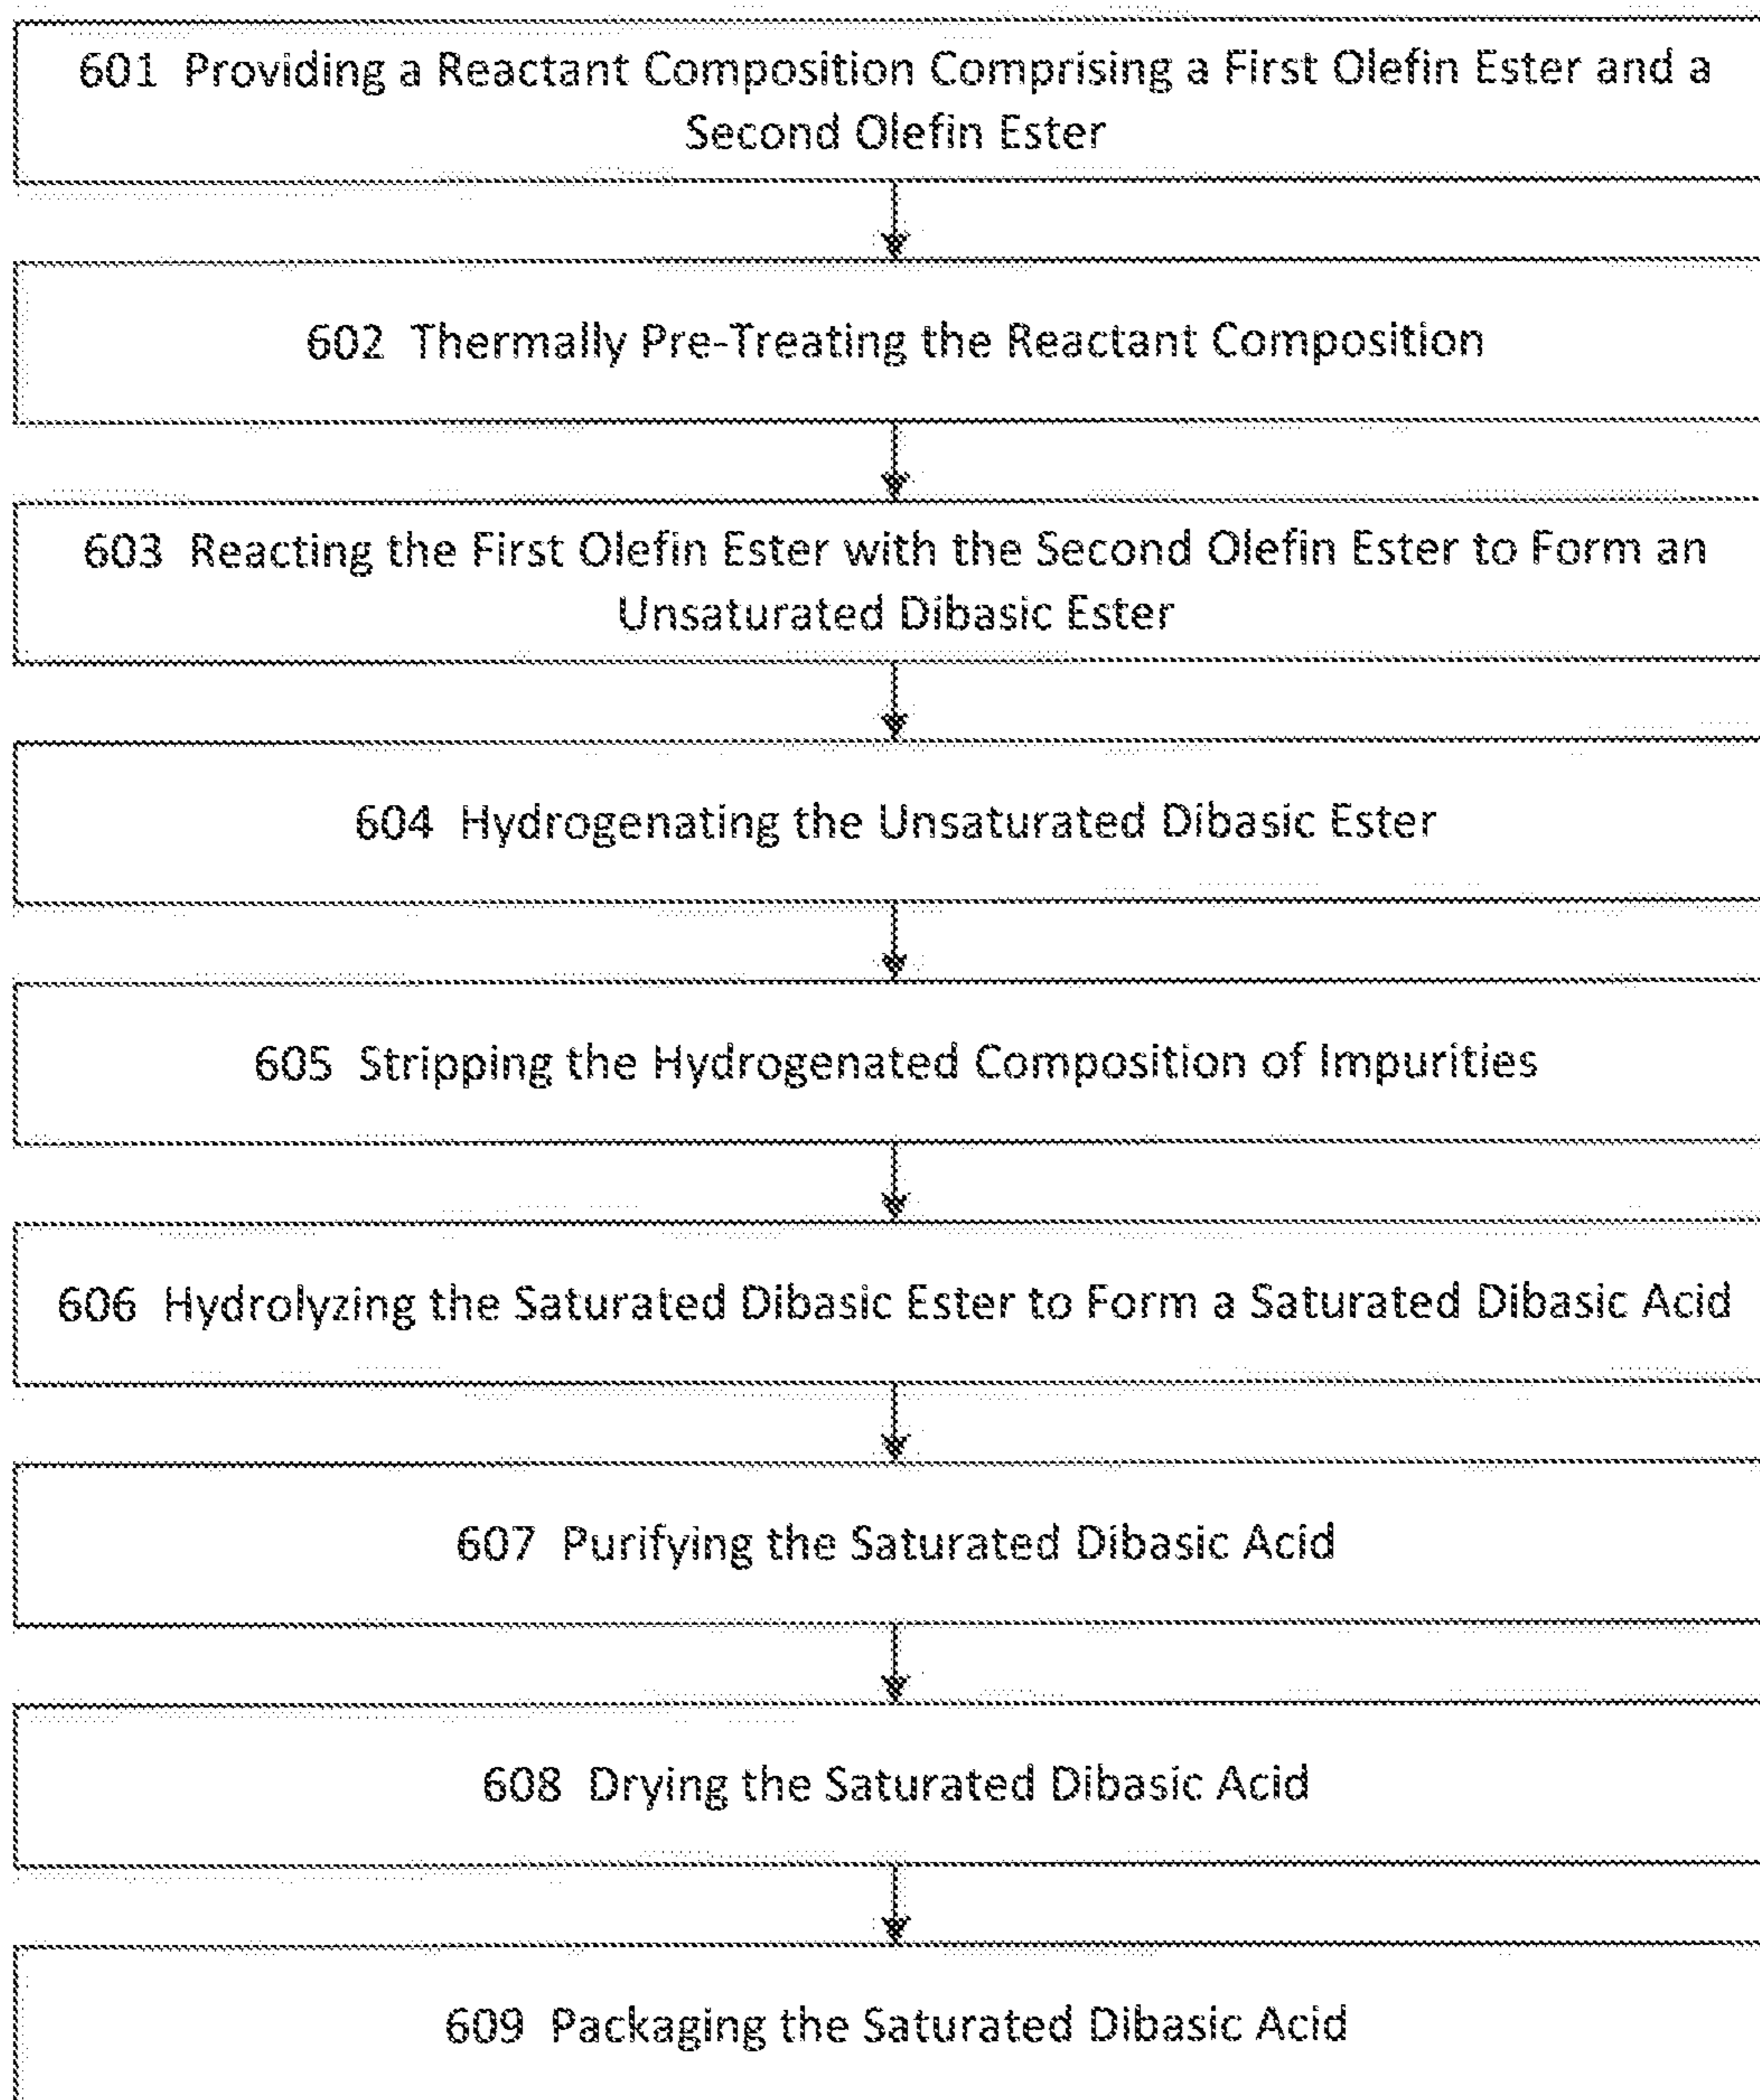 601 Providing a Reactant Composition Comprising a First Olefin Ester and a
Second Olefin Ester
602 Thermally Pre-Treating the Reactant Composition
603 Reacting the First Olefin Ester with the Second Olefin Ester to Form an
Unsaturated Dibasic Ester
604 Hydrogenating the Unsaturated Dibasic Ester
605 Stripping the Hydrogenated Composition of Impurities
606 Hydrolyzing the Saturated Dibasic Ester to Form a Saturated Dibasic Acid
607 Purifying the Saturated Dibasic Acid
608 Drying the Saturated Dibasic Acid
609 Packaging the Saturated Dibasic Acid